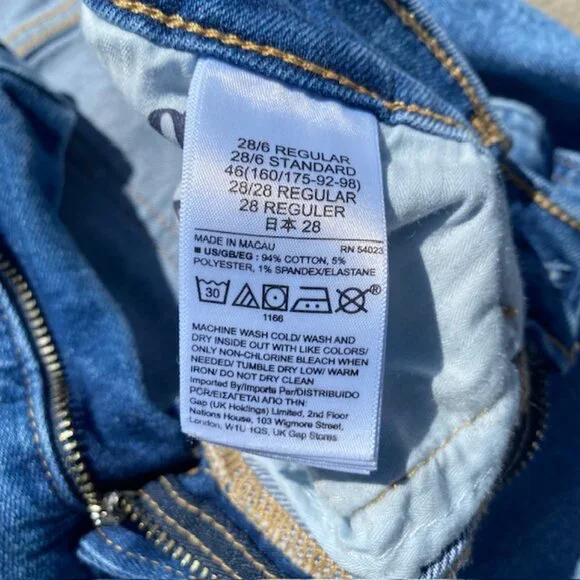 28/6 REGULAR
28/6 STANDARD
46(160/175-92-98)
28/28 REGULAR
28 REGULER
日本 28
MADE IN MACAU RN 54023
■ US/GB/EG : 94% COTTON, 5%
POLYESTER, 1% SPANDEX/ELASTANE
30 ®
1166
MACHINE WASH COLD/ WASH AND
DRY INSIDE OUT WITH LIKE COLORS/
ONLY NON-CHLORINE BLEACH WHEN
NEEDED/ TUMBLE DRY LOW/ WARM
IRON/ DO NOT DRY CLEAN
Imported By/Importe Par/DISTRIBUIDO
POR/ΕΙΣΑΓΕΤΑΙ ΑΠΟ ΤΗΝ:
Gap (UK Holdings) Limited, 2nd Floor
Nations House, 103 Wigmore Street,
London, W1U 1QS, UK Gap Stores